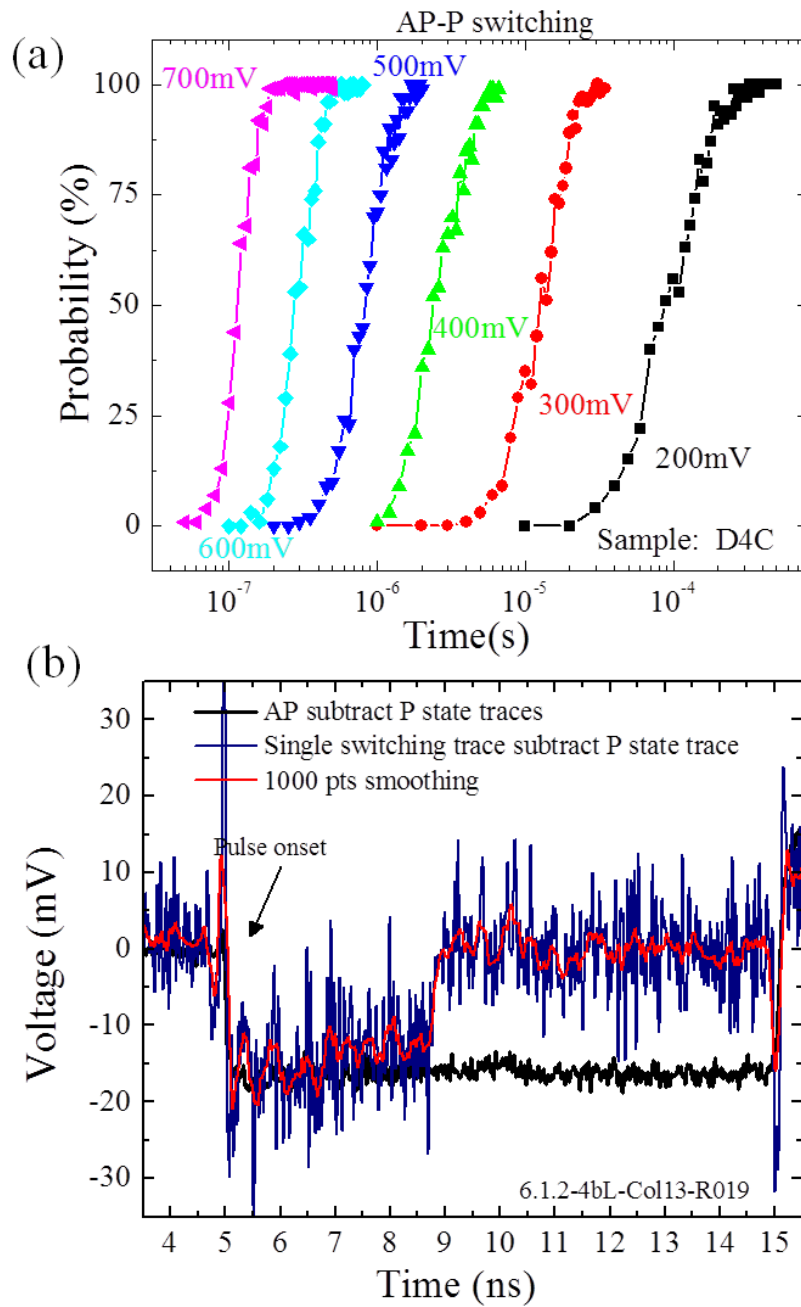 AP-P switching
(a)
100
700mV
500mV
75
Probability (%)
50
400mV
25
300mV
200mV
0
600mV
Sample: D4C
10-7
10-6
10-5
10-4
Time(s)
(b)
30
AP subtract P state traces
Single switching trace subtract P state trace
20
1000 pts smoothing
Pulse onset
10
Voltage (mV)
0
-10
-20
-30
6.1.2-4bL-Col13-R019
4 5 6 7 8 9 10 11 12 13 14 15
Time (ns)